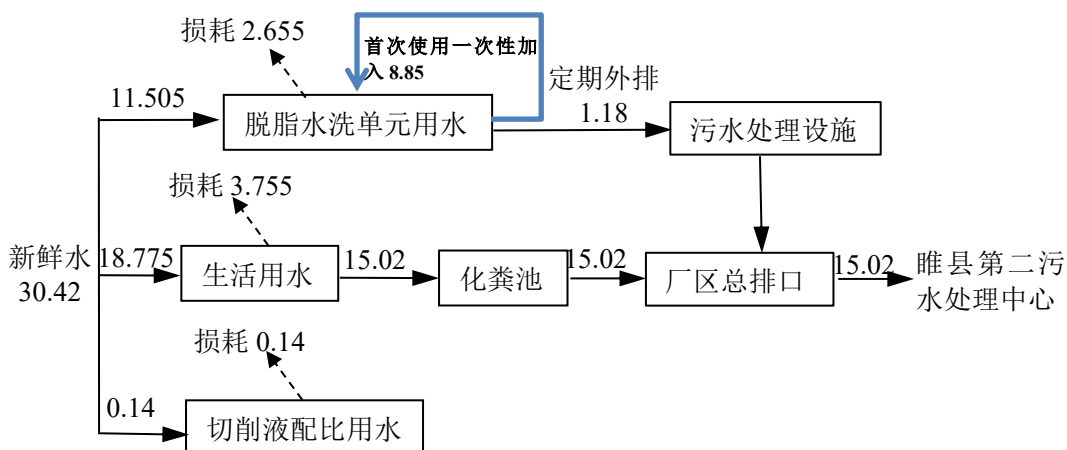 损耗 2.655
首次使用一次性加
入 8.85
定期外排
11.505
1.18
脱脂水洗单元用水
污水处理设施
损耗 3.755
新鲜水
30.42
18.775
生活用水
15.02
化粪池
15.02
厂区总排口
15.02
睢县第二污
水处理中心
损耗 0.14
0.14
切削液配比用水